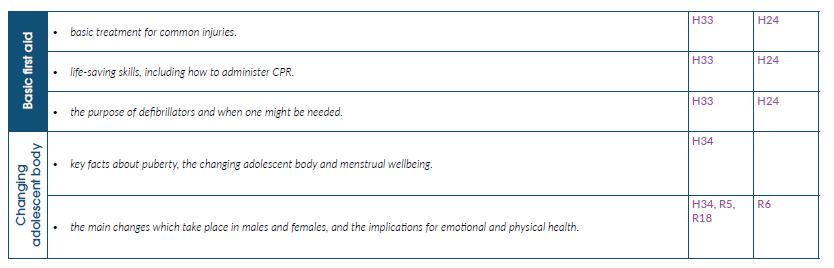 Basic first aid
• basic treatment for common injuries.
H33
H24
• life-saving skills, including how to administer CPR.
H33
H24
• the purpose of defibrillators and when one might be needed.
H33
H24
Changing
adolescent body
• key facts about puberty, the changing adolescent body and menstrual wellbeing.
H34
• the main changes which take place in males and females, and the implications for emotional and physical health.
H34, R5,
R18
R6